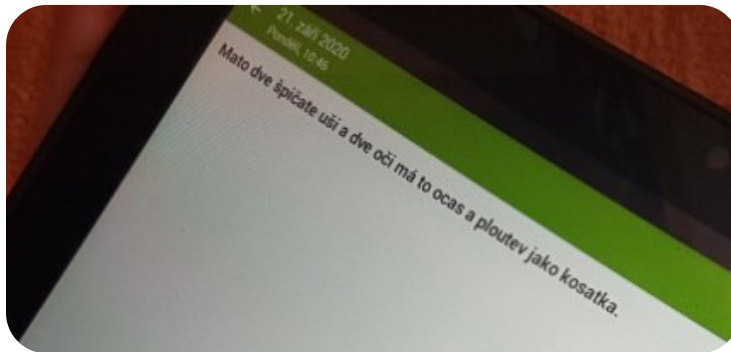 21. září 2020
Pondělí, 10:46
Mato dve špičate uši a dve oči má to ocas a ploutev jako kosatka.